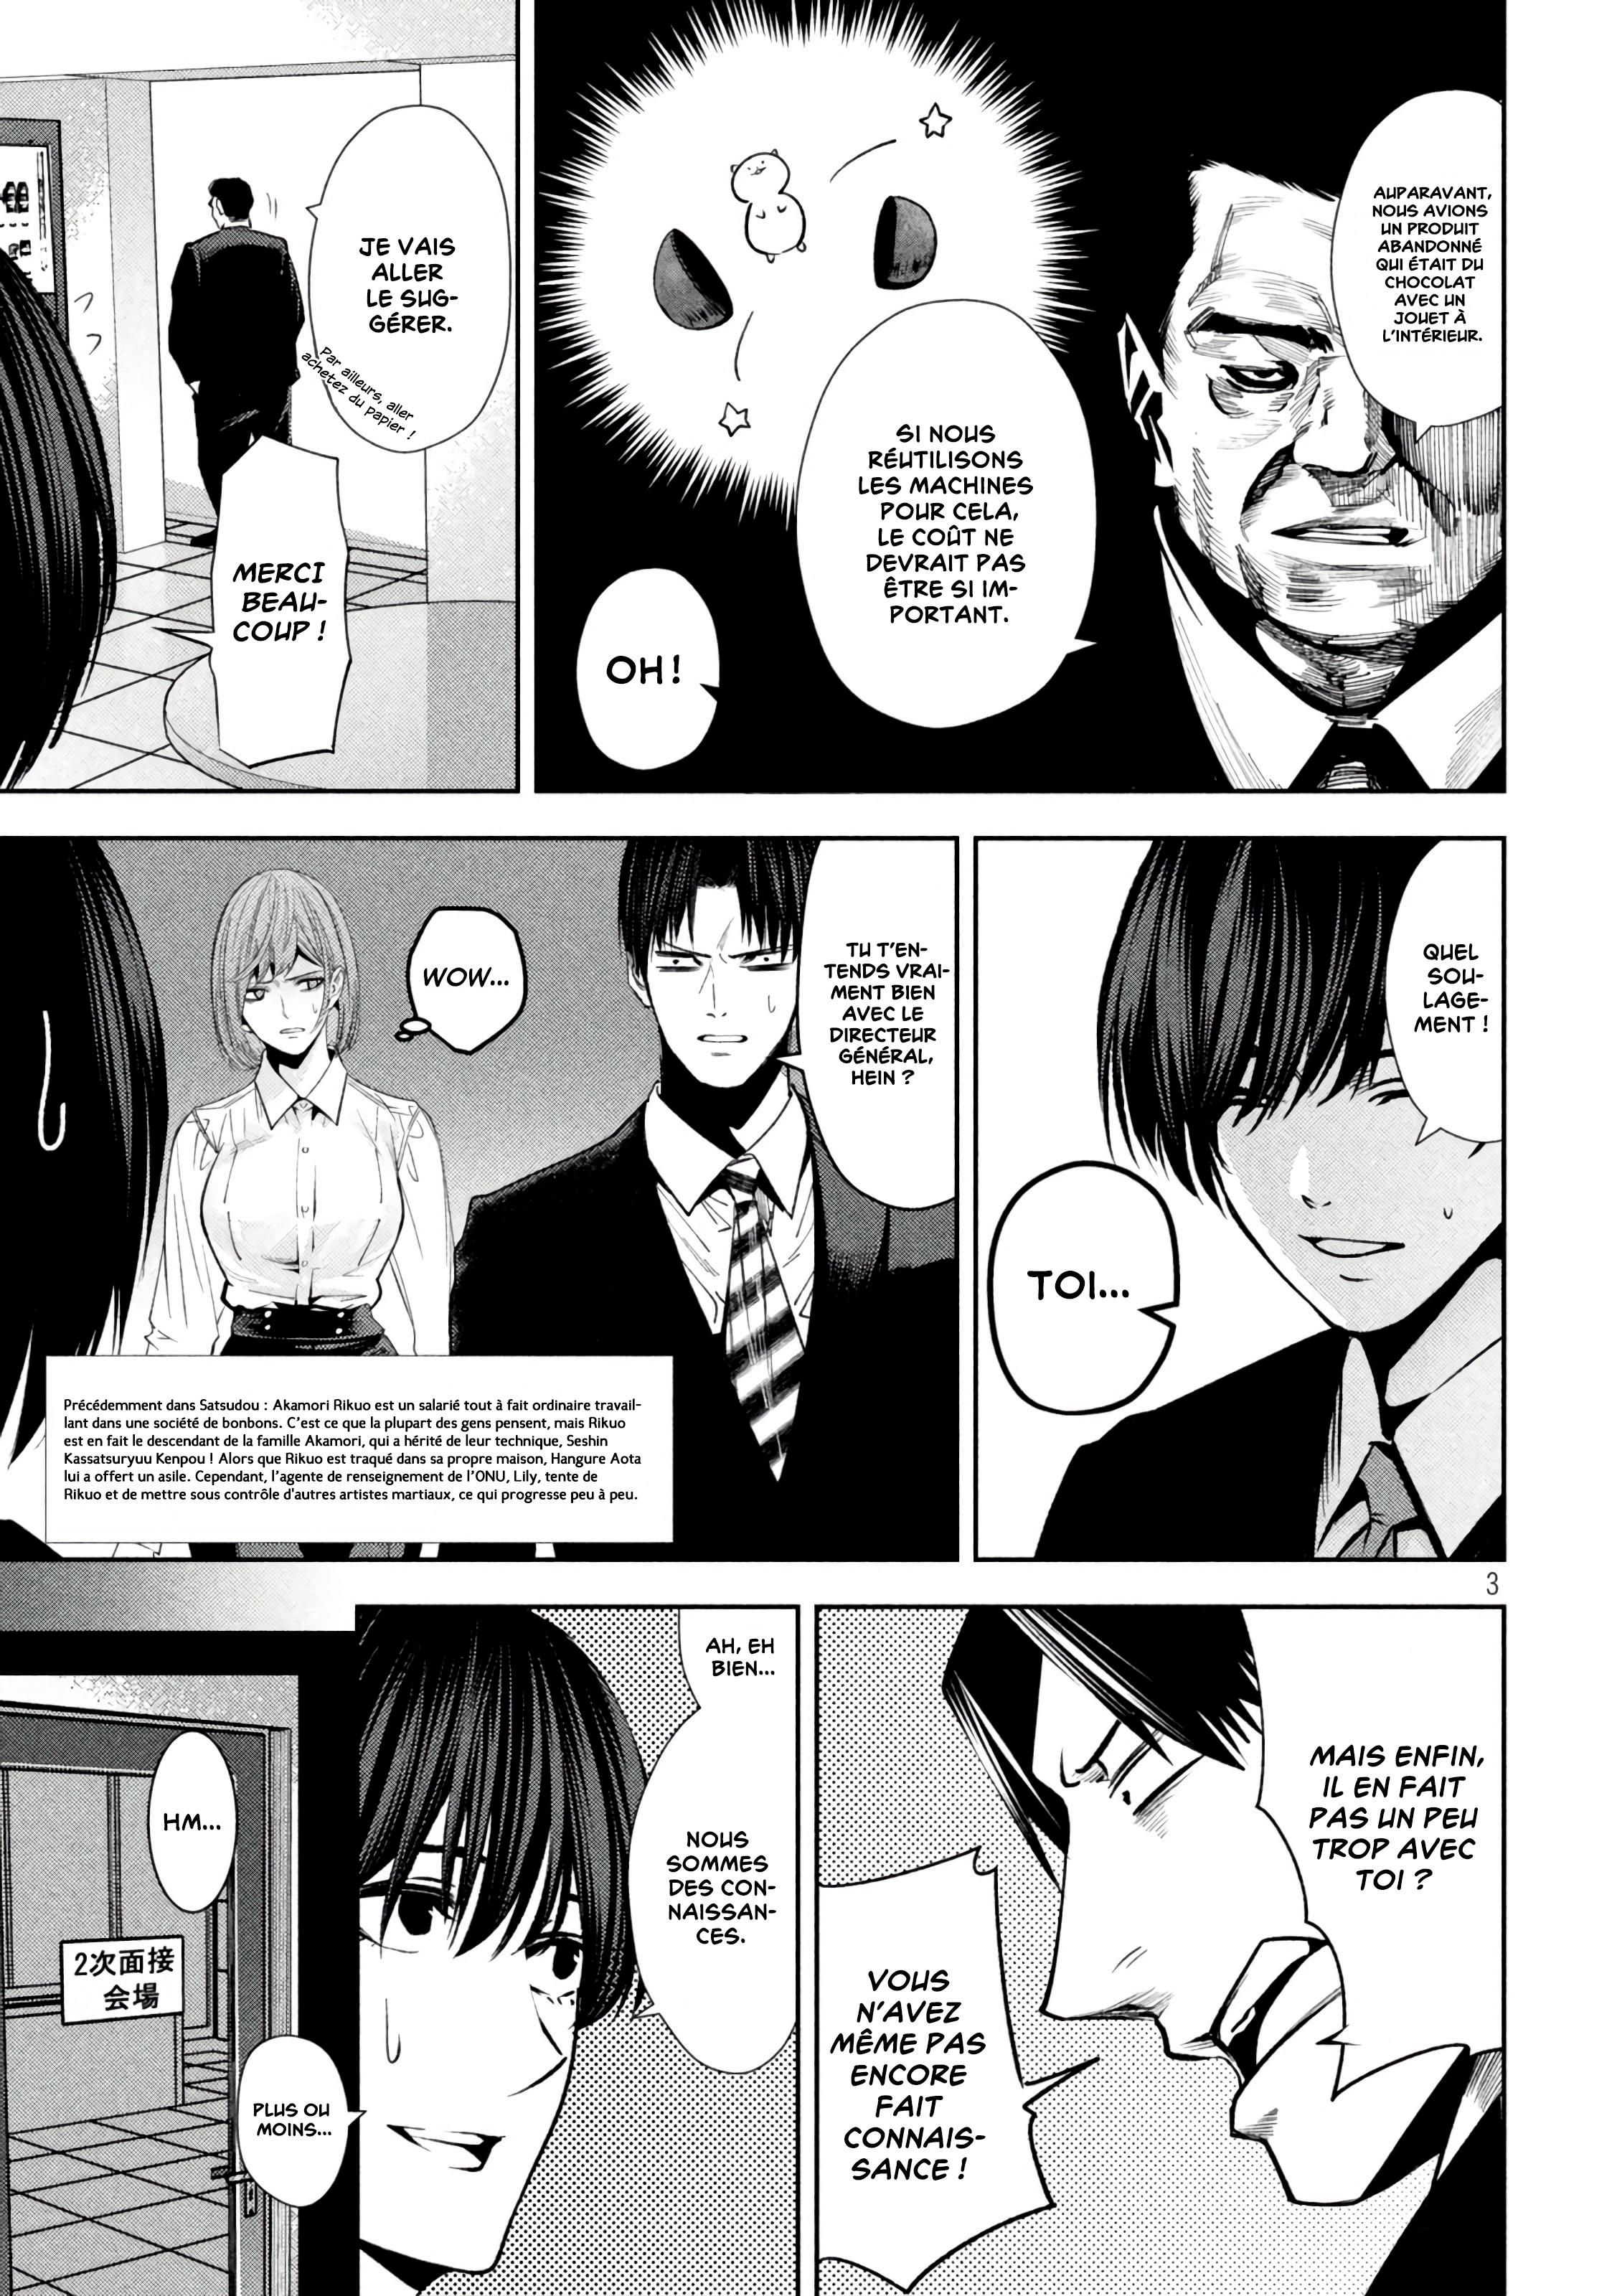 AUPARAVANT,
NOUS AVIONS
UN PRODUIT
ABANDONNÉ
QUI ÉTAIT DU
CHOCOLAT
AVEC UN
JOUET À
L'INTÉRIEUR.
SI NOUS
RÉUTILISONS
LES MACHINES
POUR CELA,
LE COÛT NE
DEVRAIT PAS
ÊTRE SI IM-
PORTANT.
OH !
JE VAIS
ALLER
LE SUG-
GÉRER.
Par ailleurs, aller
achetez du papier !
MERCI
BEAU-
COUP !
QUEL
SOU-
LAGE-
MENT !
TOI...
TU T'EN-
TENDS VRAI-
MENT BIEN
AVEC LE
DIRECTEUR
GÉNÉRAL,
HEIN ?
WOW...
Précédemment dans Satsudou : Akamori Rikuo est un salarié tout à fait ordinaire travail-
lant dans une société de bonbons. C'est ce que la plupart des gens pensent, mais Rikuo
est en fait le descendant de la famille Akamori, qui a hérité de leur technique, Seshin
Kassatsuryuu Kenpou ! Alors que Rikuo est traqué dans sa propre maison, Hangure Aota
lui a offert un asile. Cependant, l'agente de renseignement de l'ONU, Lily, tente de
Rikuo et de mettre sous contrôle d'autres artistes martiaux, ce qui progresse peu à peu.
3
MAIS ENFIN,
IL EN FAIT
PAS UN PEU
TROP AVEC
TOI ?
VOUS
N'AVEZ
MÊME PAS
ENCORE
FAIT
CONNAIS-
SANCE !
AH, EH
BIEN...
NOUS
SOMMES
DES CON-
NAISSAN-
CES.
HM...
2次面接
会場
PLUS OU
MOINS...